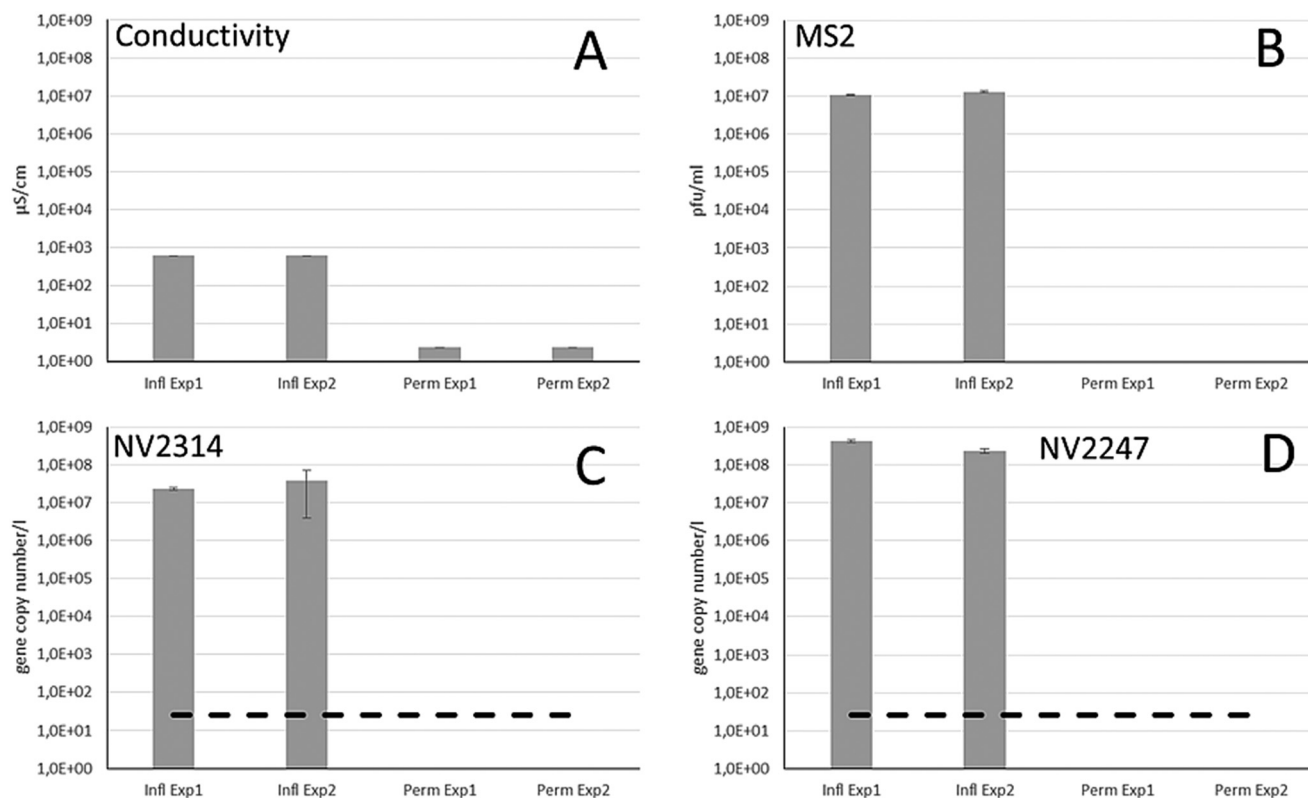 Conductivity
A
1,0E+09
1,0E+08
1,0E+07
1,0E+06
1,0E+05
1,0E+04
1,0E+03
1,0E+02
1,0E+01
1,0E+00
µS/cm
Infl Exp1 Infl Exp2 Perm Exp1 Perm Exp2
MS2
B
1,0E+09
1,0E+08
1,0E+07
1,0E+06
1,0E+05
1,0E+04
1,0E+03
1,0E+02
1,0E+01
1,0E+00
pfu/ml
Infl Exp1 Infl Exp2 Perm Exp1 Perm Exp2
NV2314
C
1,0E+09
1,0E+08
1,0E+07
1,0E+06
1,0E+05
1,0E+04
1,0E+03
1,0E+02
1,0E+01
1,0E+00
gene copy number/l
Infl Exp1 Infl Exp2 Perm Exp1 Perm Exp2
NV2247
D
1,0E+09
1,0E+08
1,0E+07
1,0E+06
1,0E+05
1,0E+04
1,0E+03
1,0E+02
1,0E+01
1,0E+00
gene copy number/l
Infl Exp1 Infl Exp2 Perm Exp1 Perm Exp2